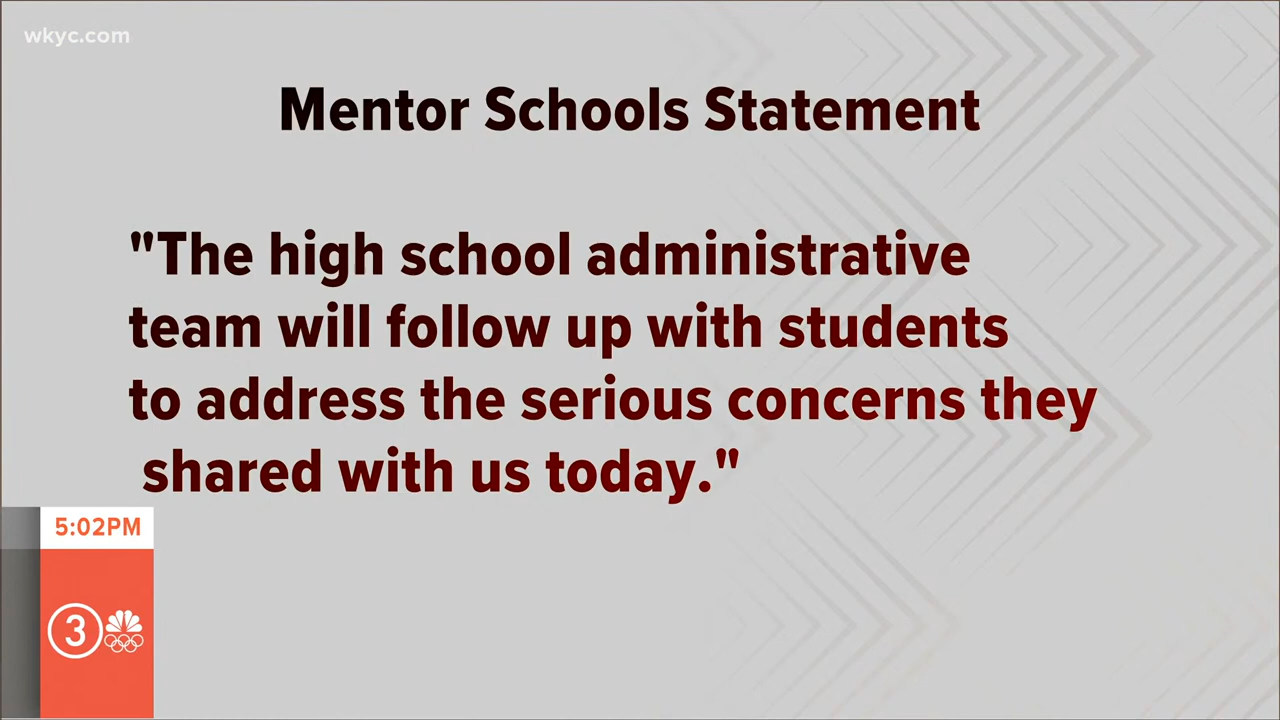 wkyc.com
Mentor Schools Statement
"The high school administrative
team will follow up with students
to address the serious concerns they
shared with us today."
5:02PM
3